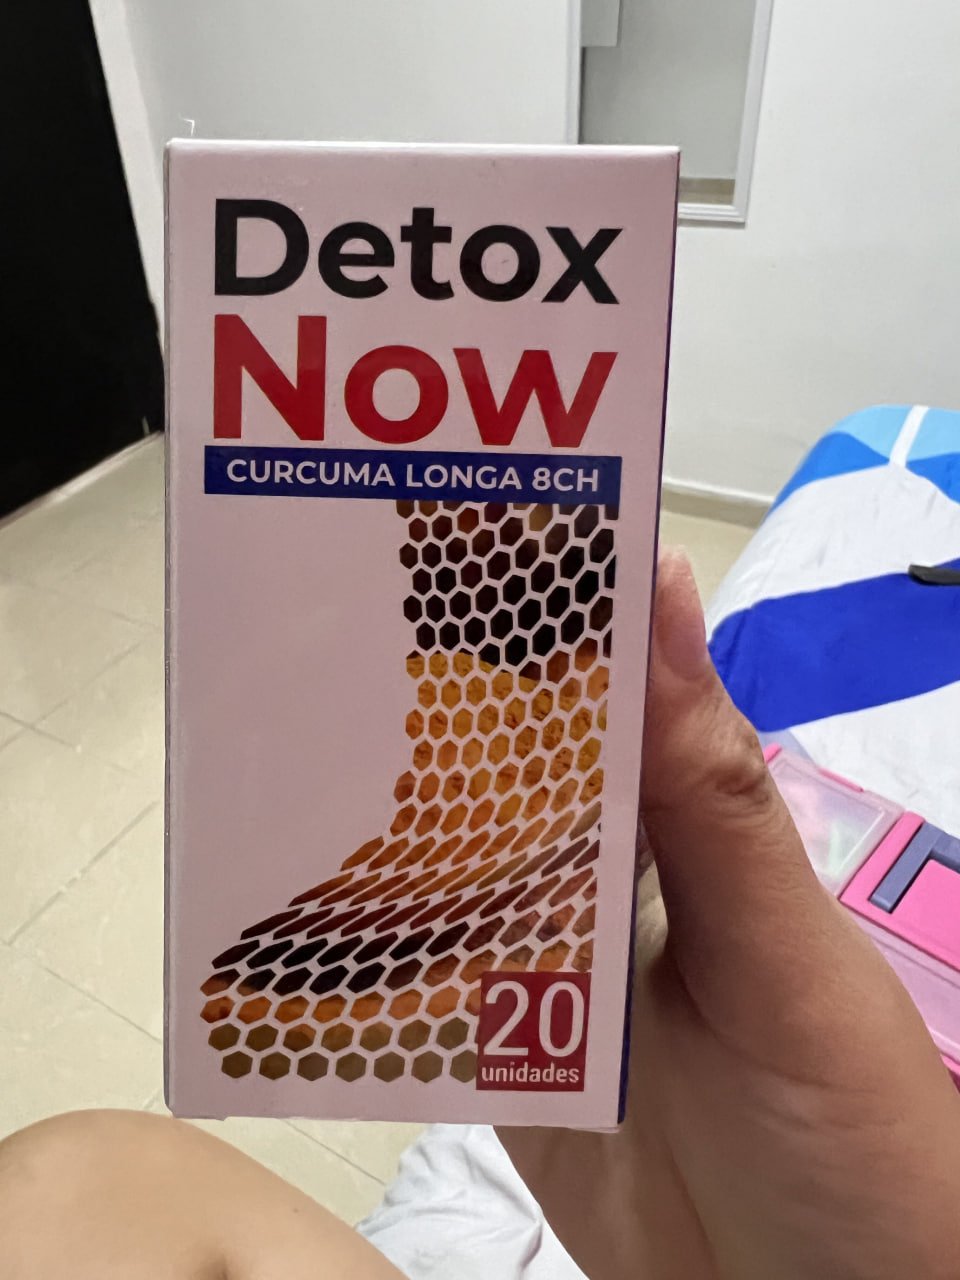 Detox
Now
CURCUMA LONGA 8CH
20
unidades